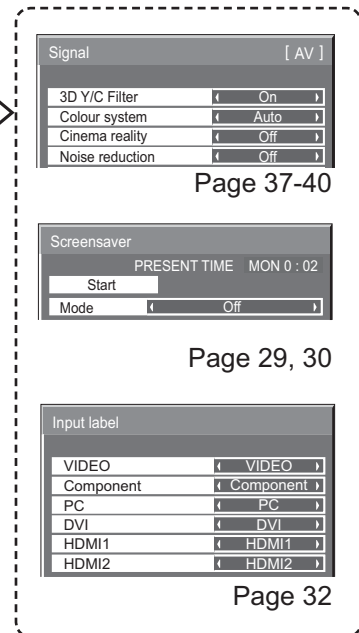 Signal [ AV ]
3D Y/C Filter On
Colour system Auto
Cinema reality Off
Noise reduction Off
Page 37-40
Screensaver
PRESENT TIME MON 0 : 02
Start
Mode Off
Page 29, 30
Input label
VIDEO VIDEO
Component Component
PC PC
DVI DVI
HDMI1 HDMI1
HDMI2 HDMI2
Page 32